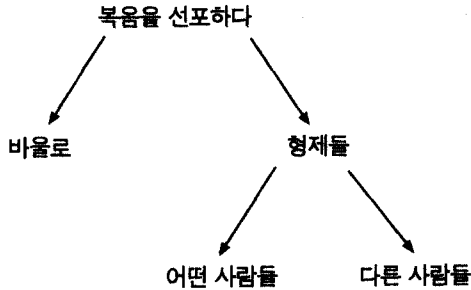 복움을 선포하다
바울로
형제들
어떤 사람들
다른 사람들